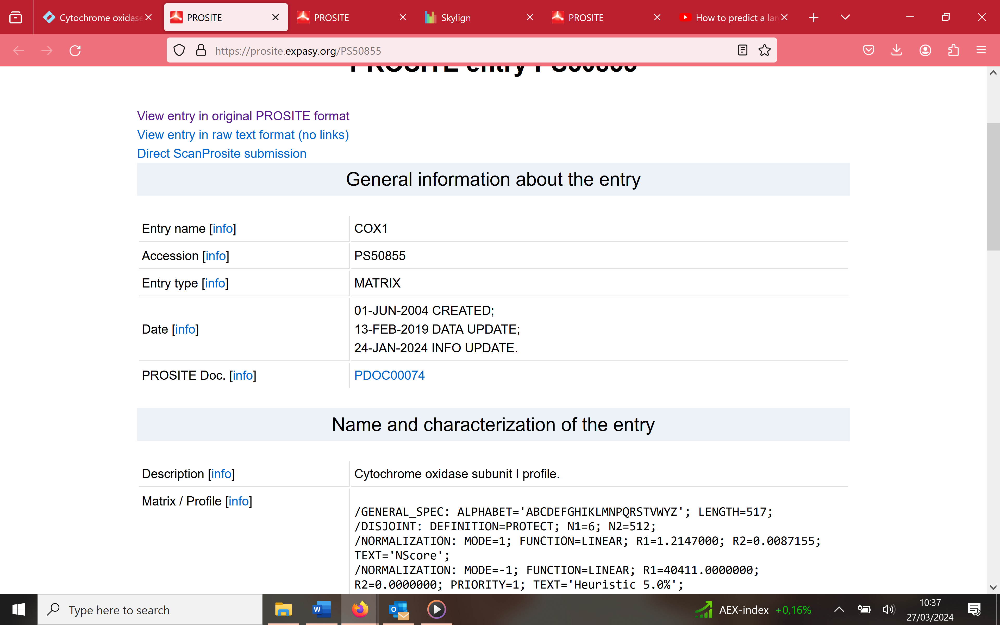 Cytochrome oxidase
PROSITE
PROSITE
Skylign
PROSITE
How to predict a lar
https://prosite.expasy.org/PS50855
PROSITE entry PS50855
View entry in original PROSITE format
View entry in raw text format (no links)
Direct ScanProsite submission
General information about the entry
Entry name [info] COX1
Accession [info] PS50855
Entry type [info] MATRIX
Date [info]
01-JUN-2004 CREATED;
13-FEB-2019 DATA UPDATE;
24-JAN-2024 INFO UPDATE.
PROSITE Doc. [info] PDOC00074
Name and characterization of the entry
Description [info] Cytochrome oxidase subunit I profile.
Matrix / Profile [info]
/GENERAL_SPEC: ALPHABET='ABCDEFGHIKLMNPQRSTVWYZ'; LENGTH=517;
/DISJOINT: DEFINITION=PROTECT; N1=6; N2=512;
/NORMALIZATION: MODE=1; FUNCTION=LINEAR; R1=1.2147000; R2=0.0087155;
TEXT='NScore';
/NORMALIZATION: MODE=-1; FUNCTION=LINEAR; R1=40411.0000000;
R2=0.0000000; PRIORITY=1; TEXT='Heuristic 5.0%';
Type here to search
AEX-index +0,16%
10:37
27/03/2024